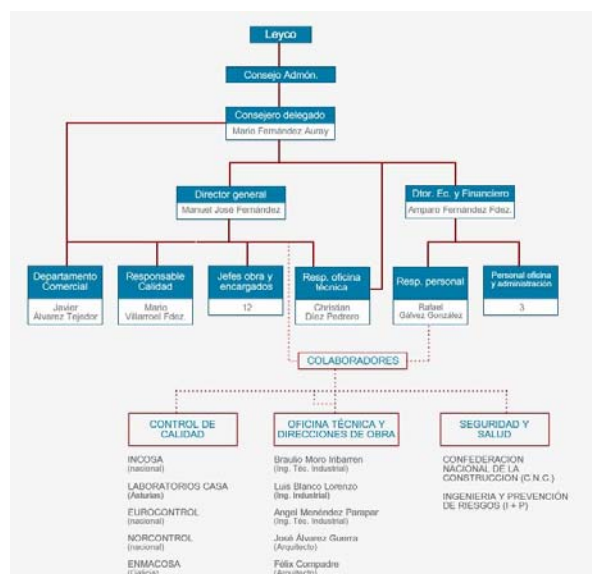 Leyco
Consejo Admón.
Consejero delegado
Mario Fernández Auray
Director general
Manuel José Fernández
Dtor. Ec. y Financiero
Amparo Fernández Fdez.
Departamento
Comercial
Javier
Álvarez Tejedor
Responsable
Calidad
Mario
Villarroel Fdez.
Jefes obra y
encargados
12
Resp. oficina
técnica
Christian
Díez Pedrero
Resp. personal
Rafael
Gálvez González
Personal oficina
y administración
3
COLABORADORES
CONTROL DE
CALIDAD
INCOSA
(nacional)
LABORATORIOS CASA
(Asturias)
EUROCONTROL
(nacional)
NORCONTROL
(nacional)
ENMACOSA
(Galicia)
OFICINA TÉCNICA Y
DIRECCIONES DE OBRA
Braulio Moro Iribarren
(Ing. Téc. Industrial)
Luis Blanco Lorenzo
(Ing. Industrial)
Angel Menéndez Parapar
(Ing. Téc. Industrial)
José Álvarez Guerra
(Arquitecto)
Félix Compadre
(Arquitecto)
SEGURIDAD Y
SALUD
CONFEDERACION
NACIONAL DE LA
CONSTRUCCION (C.N.C.)
INGENIERIA Y PREVENCIÓN
DE RIESGOS (I + P)